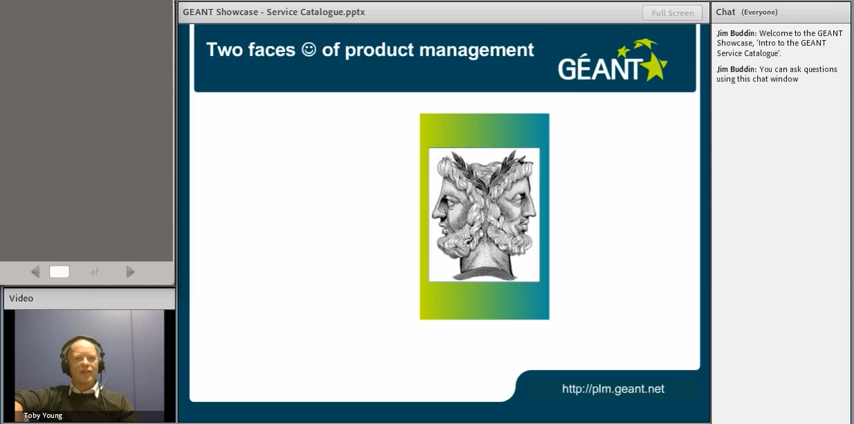 GEANT Showcase - Service Catalogue.pptx
Full Screen
Two faces ☺ of product management
GÉANT
http://plm.geant.net
of
Video
Toby Young
Chat (Everyone)
Jim Buddin: Welcome to the GEANT
Showcase, 'Intro to the GEANT
Service Catalogue'.
Jim Buddin: You can ask questions
using this chat window